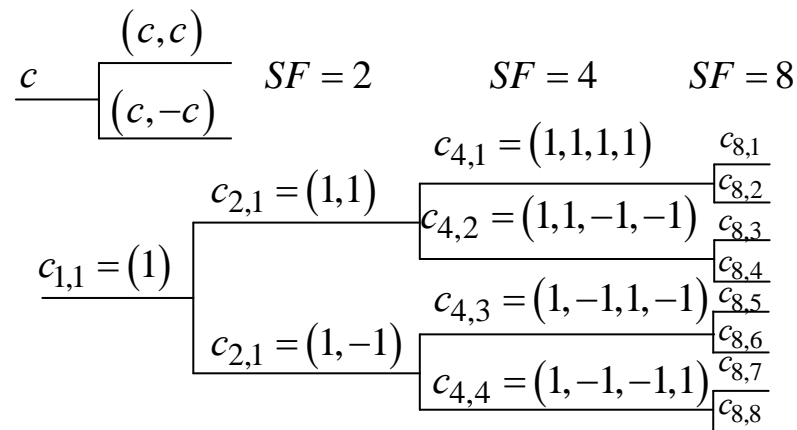 (c,c)
c SF = 2 SF = 4 SF = 8
(c,−c)
c4,1 = (1,1,1,1) c8,1
c8,2
c2,1 = (1,1)
c4,2 = (1,1,−1,−1) c8,3
c8,4
c1,1 = (1)
c4,3 = (1,−1,1,−1) c8,5
c8,6
c2,1 = (1,−1)
c4,4 = (1,−1,−1,1) c8,7
c8,8